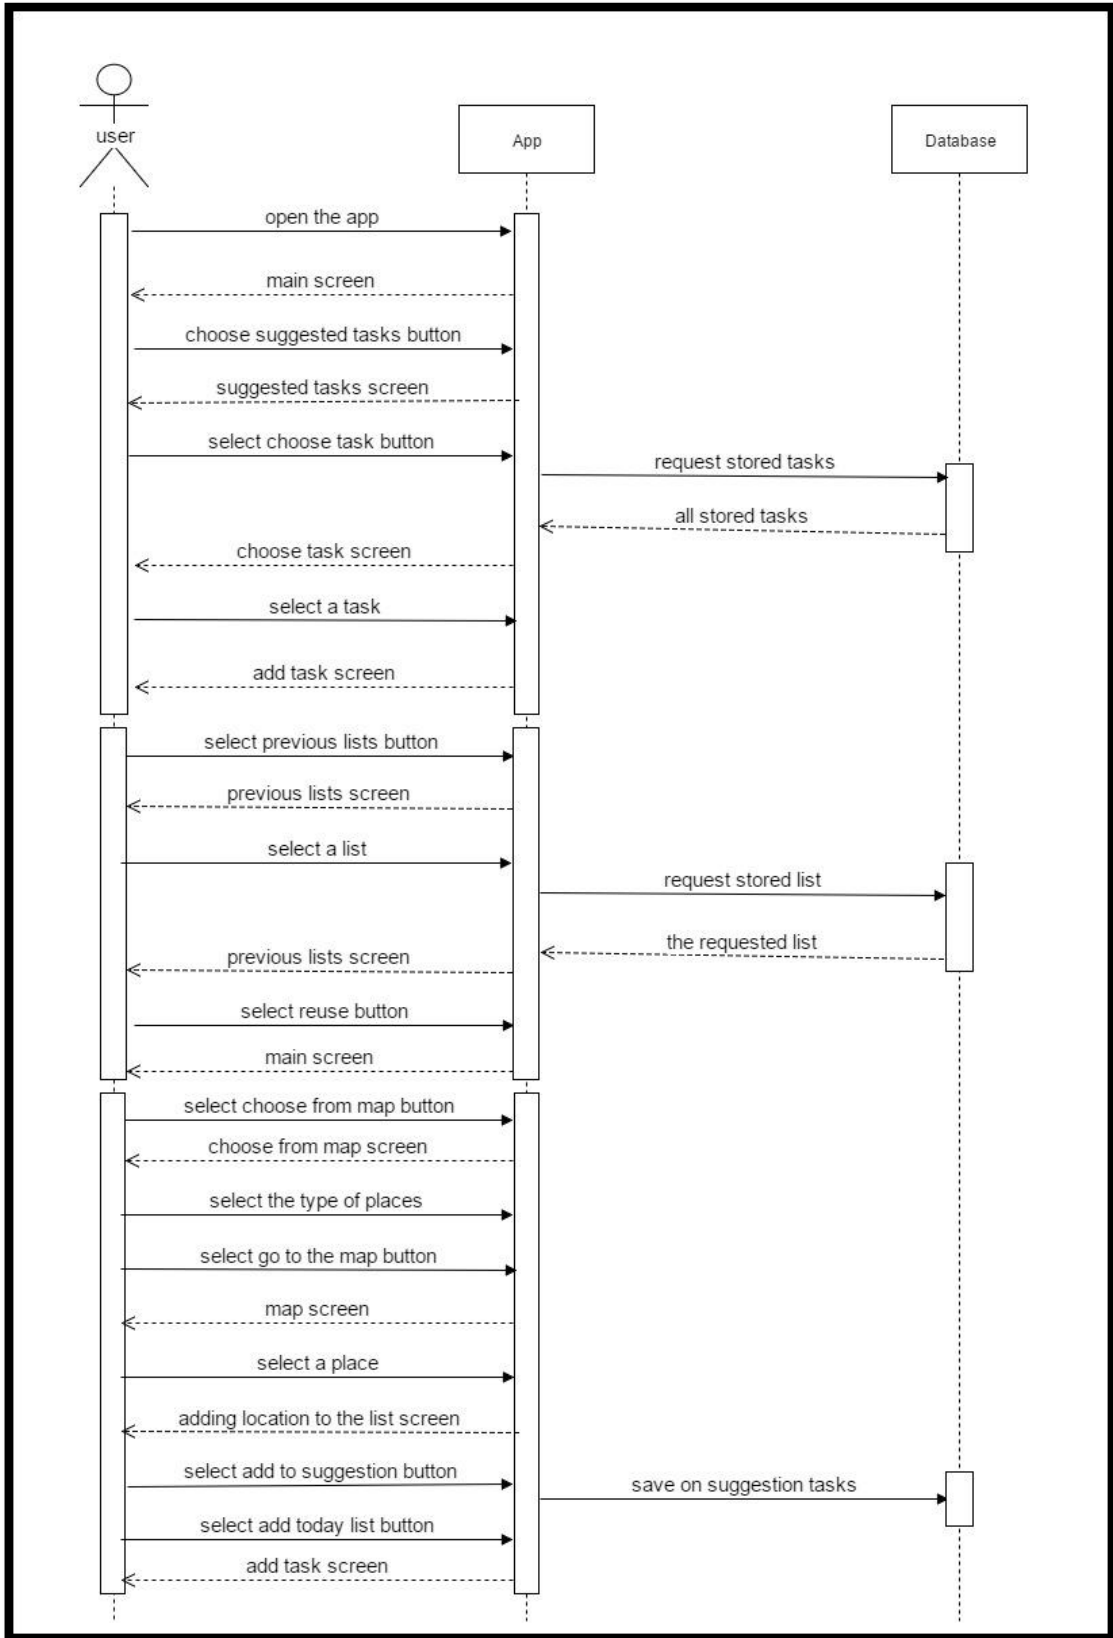 user
App
Database
open the app
main screen
choose suggested tasks button
suggested tasks screen
select choose task button
request stored tasks
all stored tasks
choose task screen
select a task
add task screen
select previous lists button
previous lists screen
select a list
request stored list
the requested list
previous lists screen
select reuse button
main screen
select choose from map button
choose from map screen
select the type of places
select go to the map button
map screen
select a place
adding location to the list screen
select add to suggestion button
save on suggestion tasks
select add today list button
add task screen